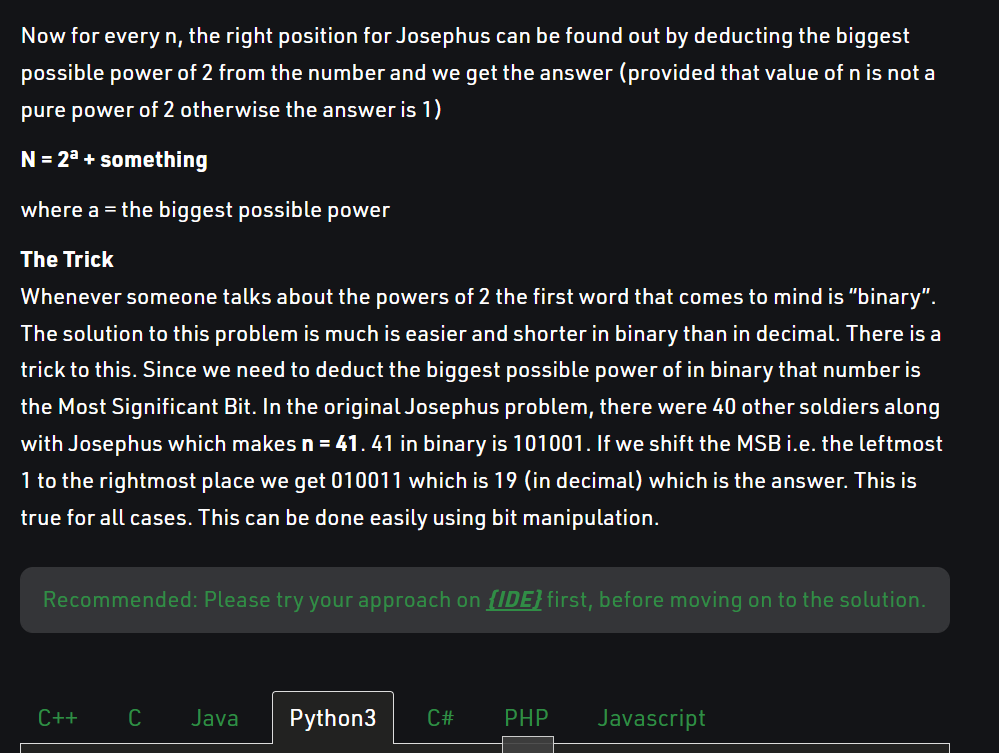 Now for every n, the right position for Josephus can be found out by deducting the biggest
possible power of 2 from the number and we get the answer (provided that value of n is not a
pure power of 2 otherwise the answer is 1)
N = 2ᵃ + something
where a = the biggest possible power
The Trick
Whenever someone talks about the powers of 2 the first word that comes to mind is “binary”.
The solution to this problem is much is easier and shorter in binary than in decimal. There is a
trick to this. Since we need to deduct the biggest possible power of in binary that number is
the Most Significant Bit. In the original Josephus problem, there were 40 other soldiers along
with Josephus which makes n = 41. 41 in binary is 101001. If we shift the MSB i.e. the leftmost
1 to the rightmost place we get 010011 which is 19 (in decimal) which is the answer. This is
true for all cases. This can be done easily using bit manipulation.
Recommended: Please try your approach on {IDE} first, before moving on to the solution.
C++ C Java Python3 C# PHP Javascript